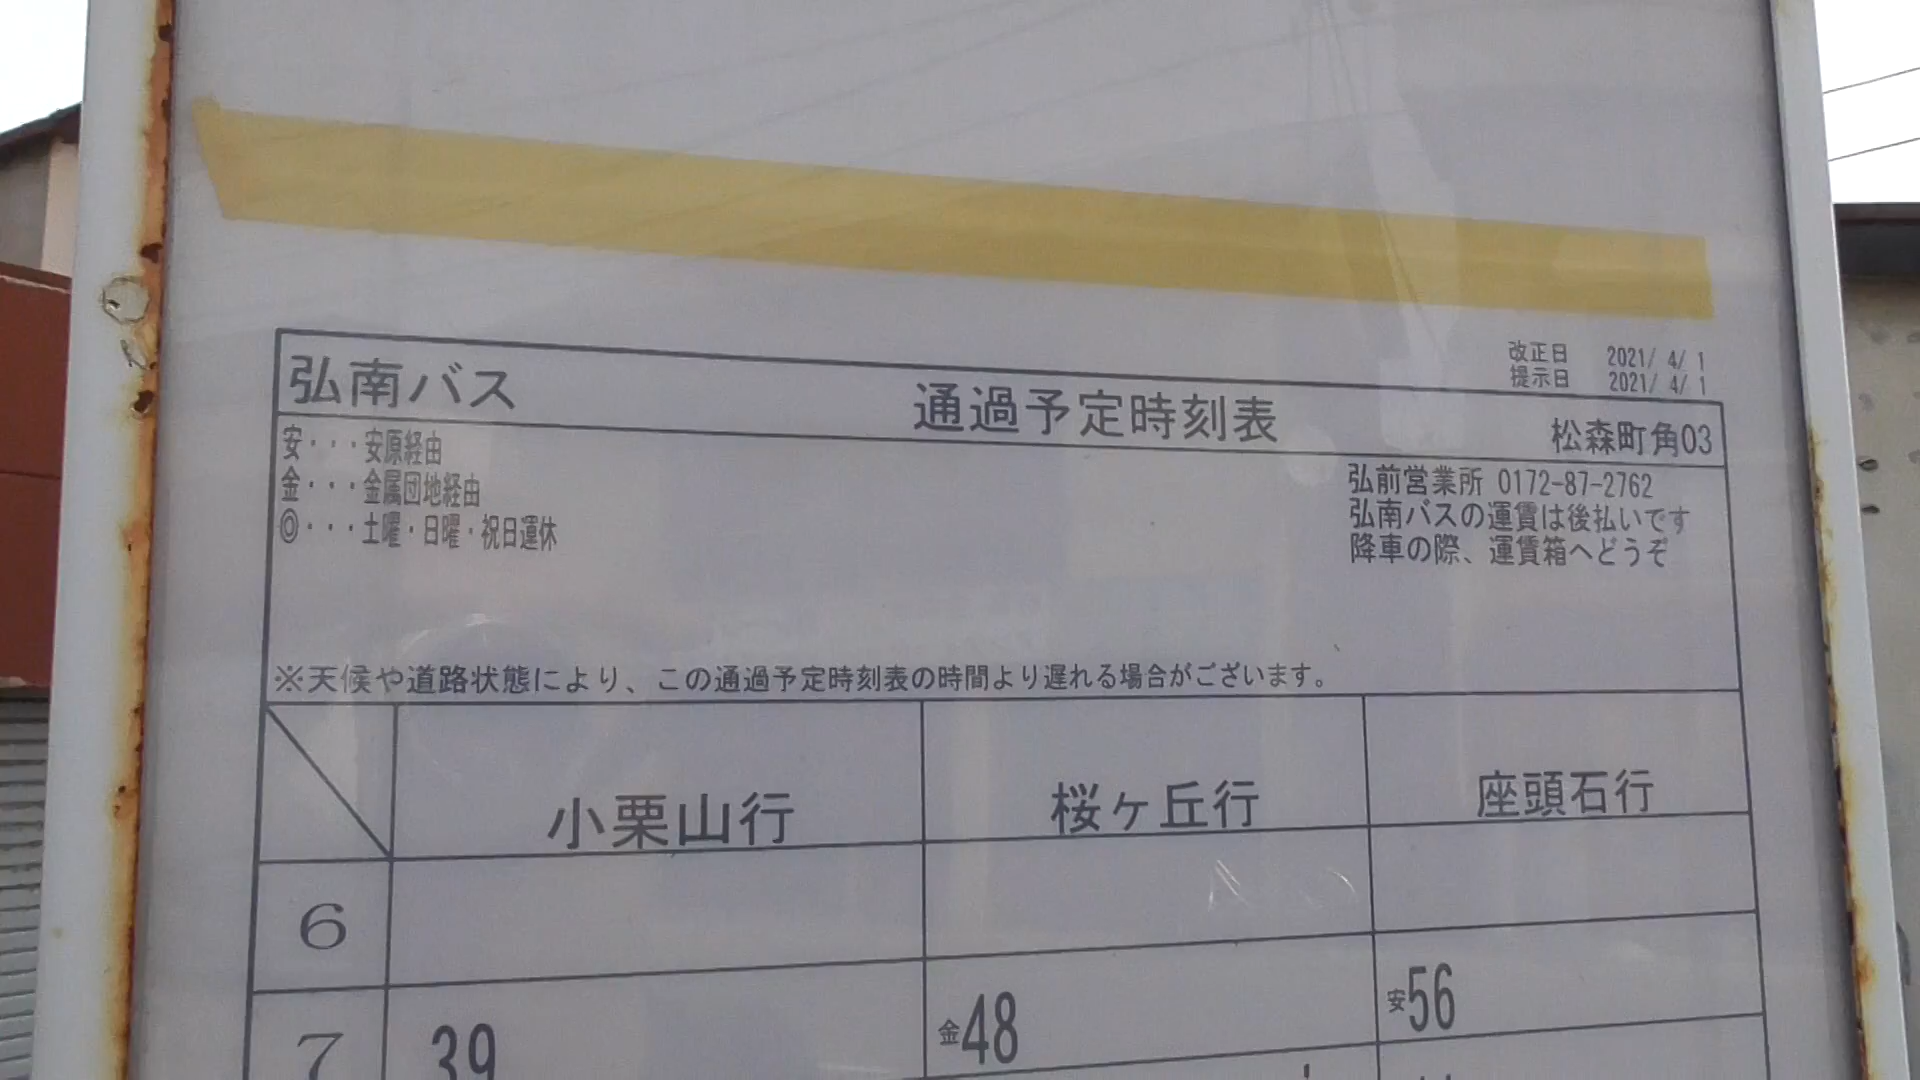 改正日 2021/ 4/ 1
提示日 2021/ 4/ 1
弘南バス 通過予定時刻表 松森町角03
安・・・安原経由
金・・・金属団地経由
◎・・・土曜・日曜・祝日運休
弘前営業所 0172-87-2762
弘南バスの運賃は後払いです
降車の際、運賃箱へどうぞ
※天候や道路状態により、この通過予定時刻表の時間より遅れる場合がございます。
小栗山行 桜ヶ丘行 座頭石行
6
7 39 金48 安56